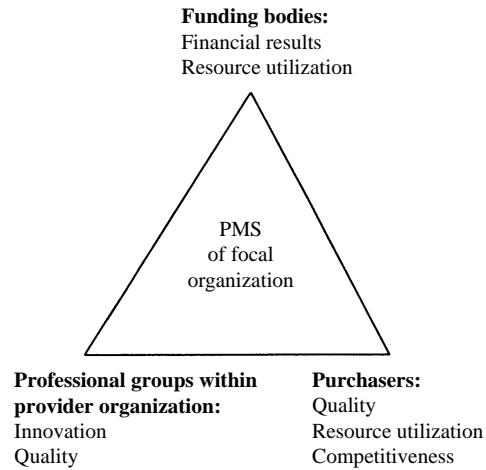 Funding bodies:
Financial results
Resource utilization
PMS
of focal
organization
Professional groups within
provider organization:
Innovation
Quality
Purchasers:
Quality
Resource utilization
Competitiveness